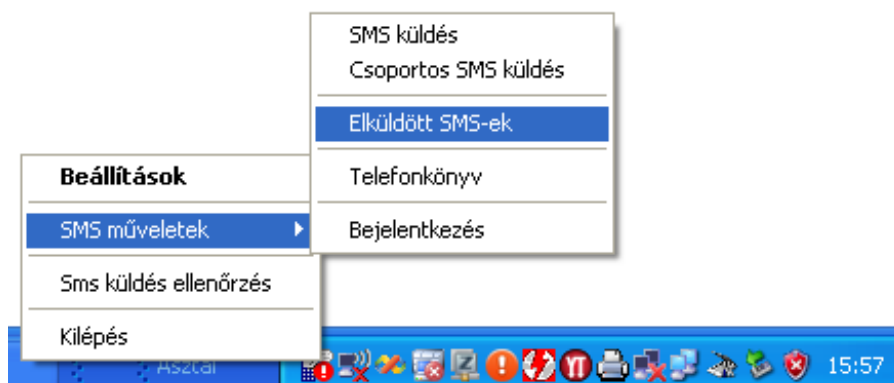 SMS küldés
Csoportos SMS küldés
Elküldött SMS-ek
Telefonkönyv
Bejelentkezés
Beállítások
SMS műveletek
Sms küldés ellenőrzés
Kilépés
Asztal
15:57